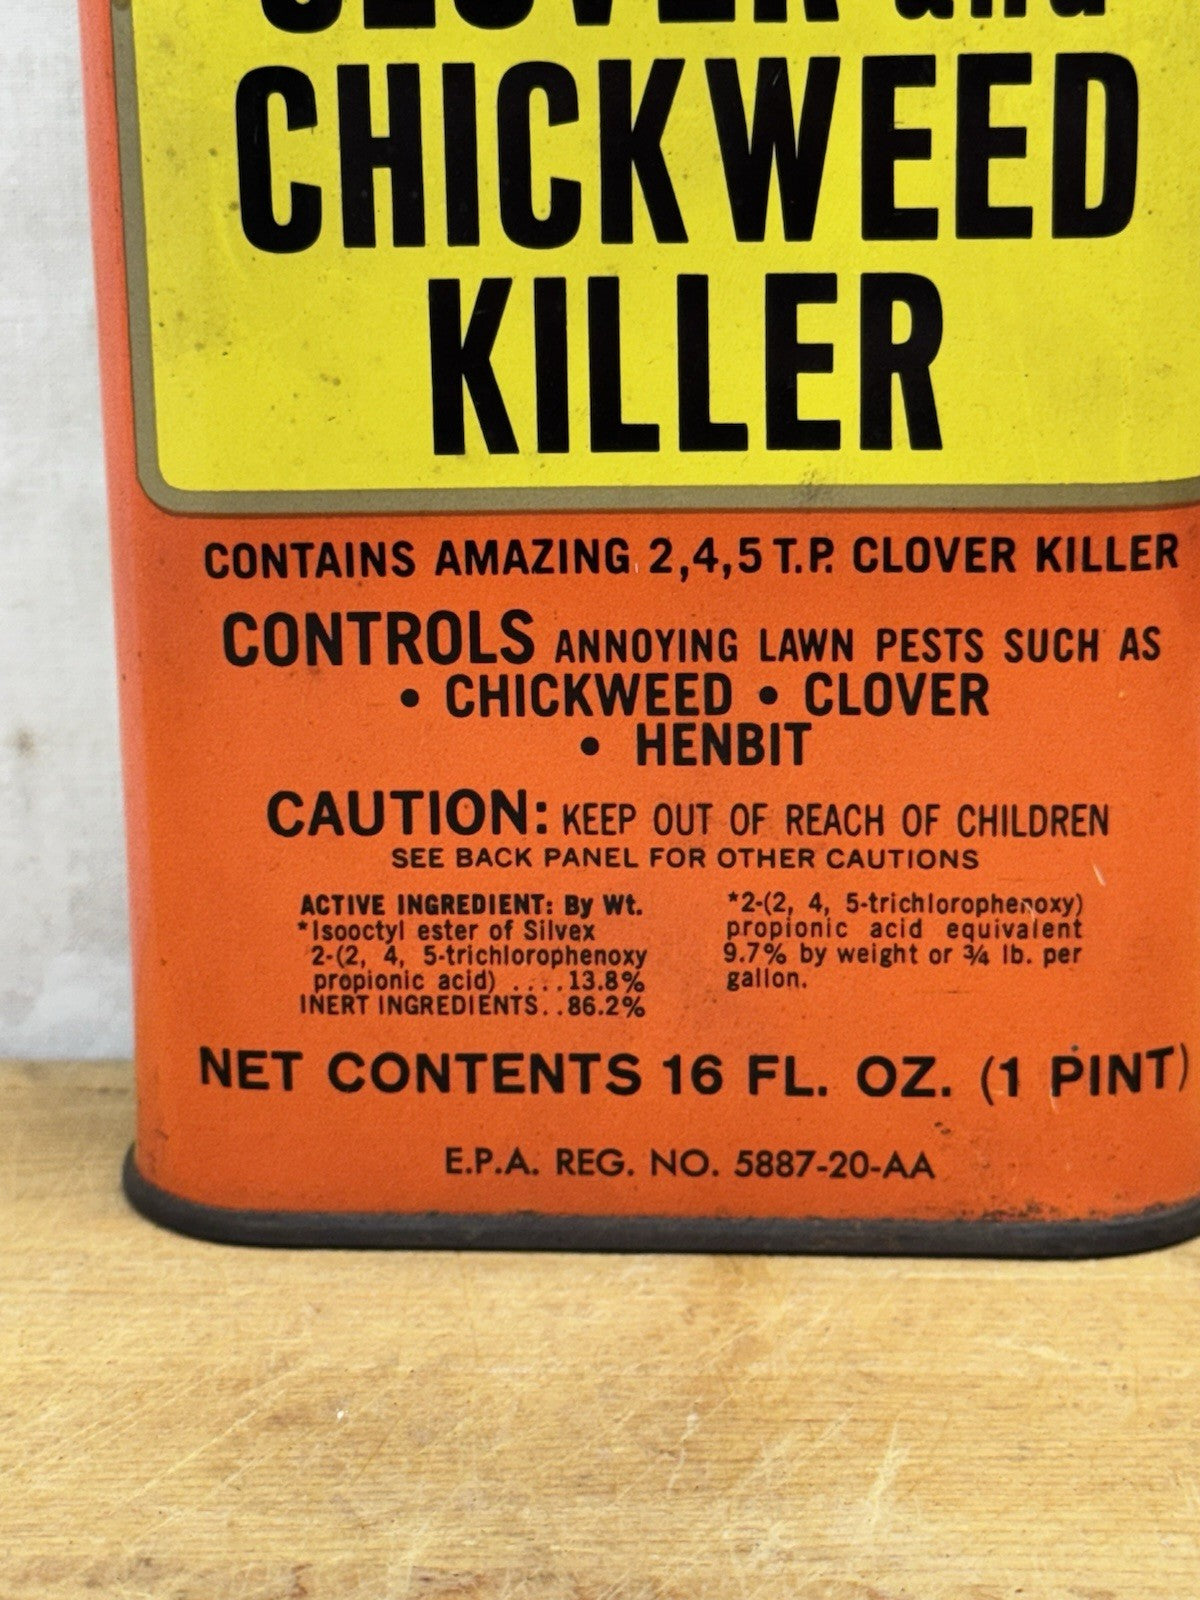 CLOVER and
CHICKWEED
KILLER
CONTAINS AMAZING 2,4,5 T.P. CLOVER KILLER
CONTROLS ANNOYING LAWN PESTS SUCH AS
• CHICKWEED • CLOVER
• HENBIT
CAUTION: KEEP OUT OF REACH OF CHILDREN
SEE BACK PANEL FOR OTHER CAUTIONS
ACTIVE INGREDIENT: By Wt.
*Isooctyl ester of Silvex
2-(2, 4, 5-trichlorophenoxy
propionic acid) ....13.8%
INERT INGREDIENTS..86.2%
*2-(2, 4, 5-trichlorophenoxy)
propionic acid equivalent
9.7% by weight or ¾ lb. per
gallon.
NET CONTENTS 16 FL. OZ. (1 PINT)
E.P.A. REG. NO. 5887-20-AA